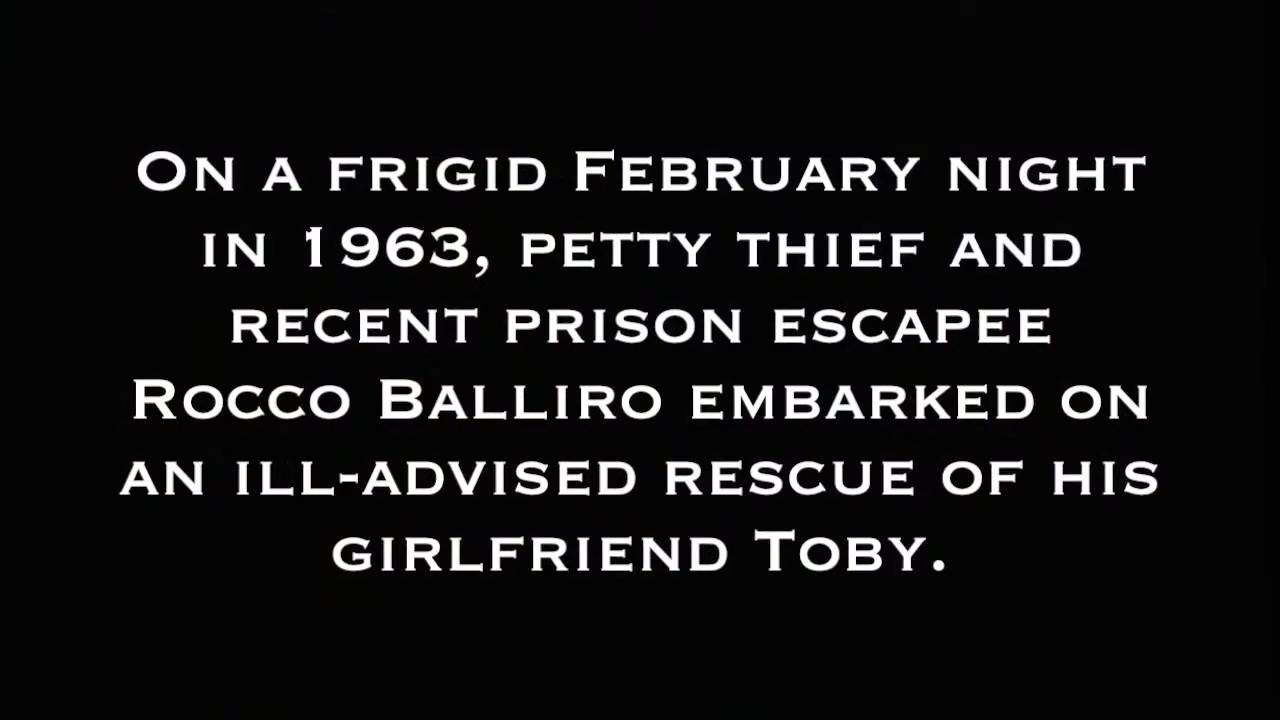 On a frigid February night
in 1963, petty thief and
recent prison escapee
Rocco Balliro embarked on
an ill-advised rescue of his
girlfriend Toby.